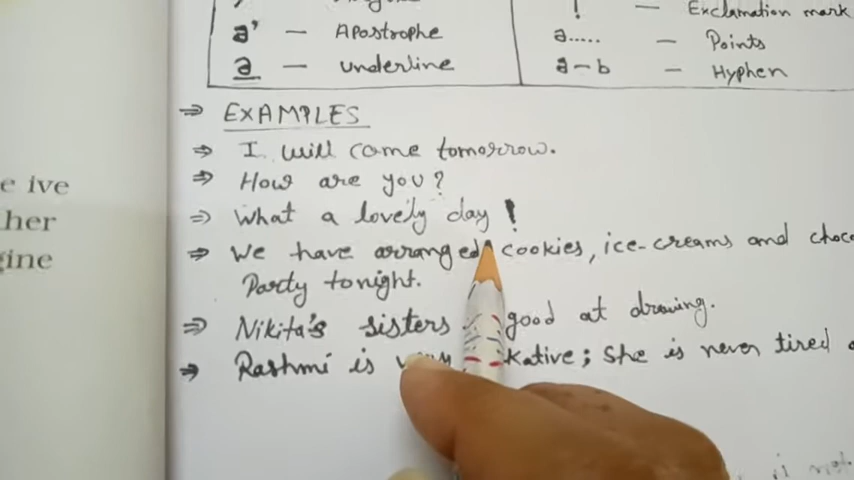 ! — Exclamation mark
a' — Apostrophe
a..... — Points
a — underline
a-b — Hyphen
⇒ EXAMPLES
⇒ I will come tomorrow.
⇒ How are you?
⇒ What a lovely day!
⇒ We have arranged cookies, ice-creams and
Party tonight.
⇒ Nikita's sisters good at drawing.
⇒ Rashmi is very ; She is never tired
e ive
her
gine